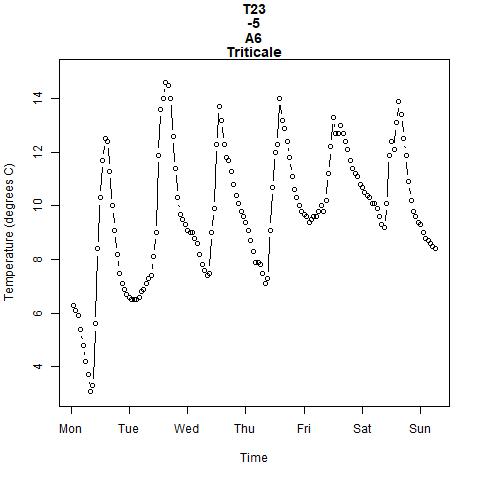 T23
-5
A6
Triticale
Temperature (degrees C)
14
12
10
8
6
4
Mon Tue Wed Thu Fri Sat Sun
Time